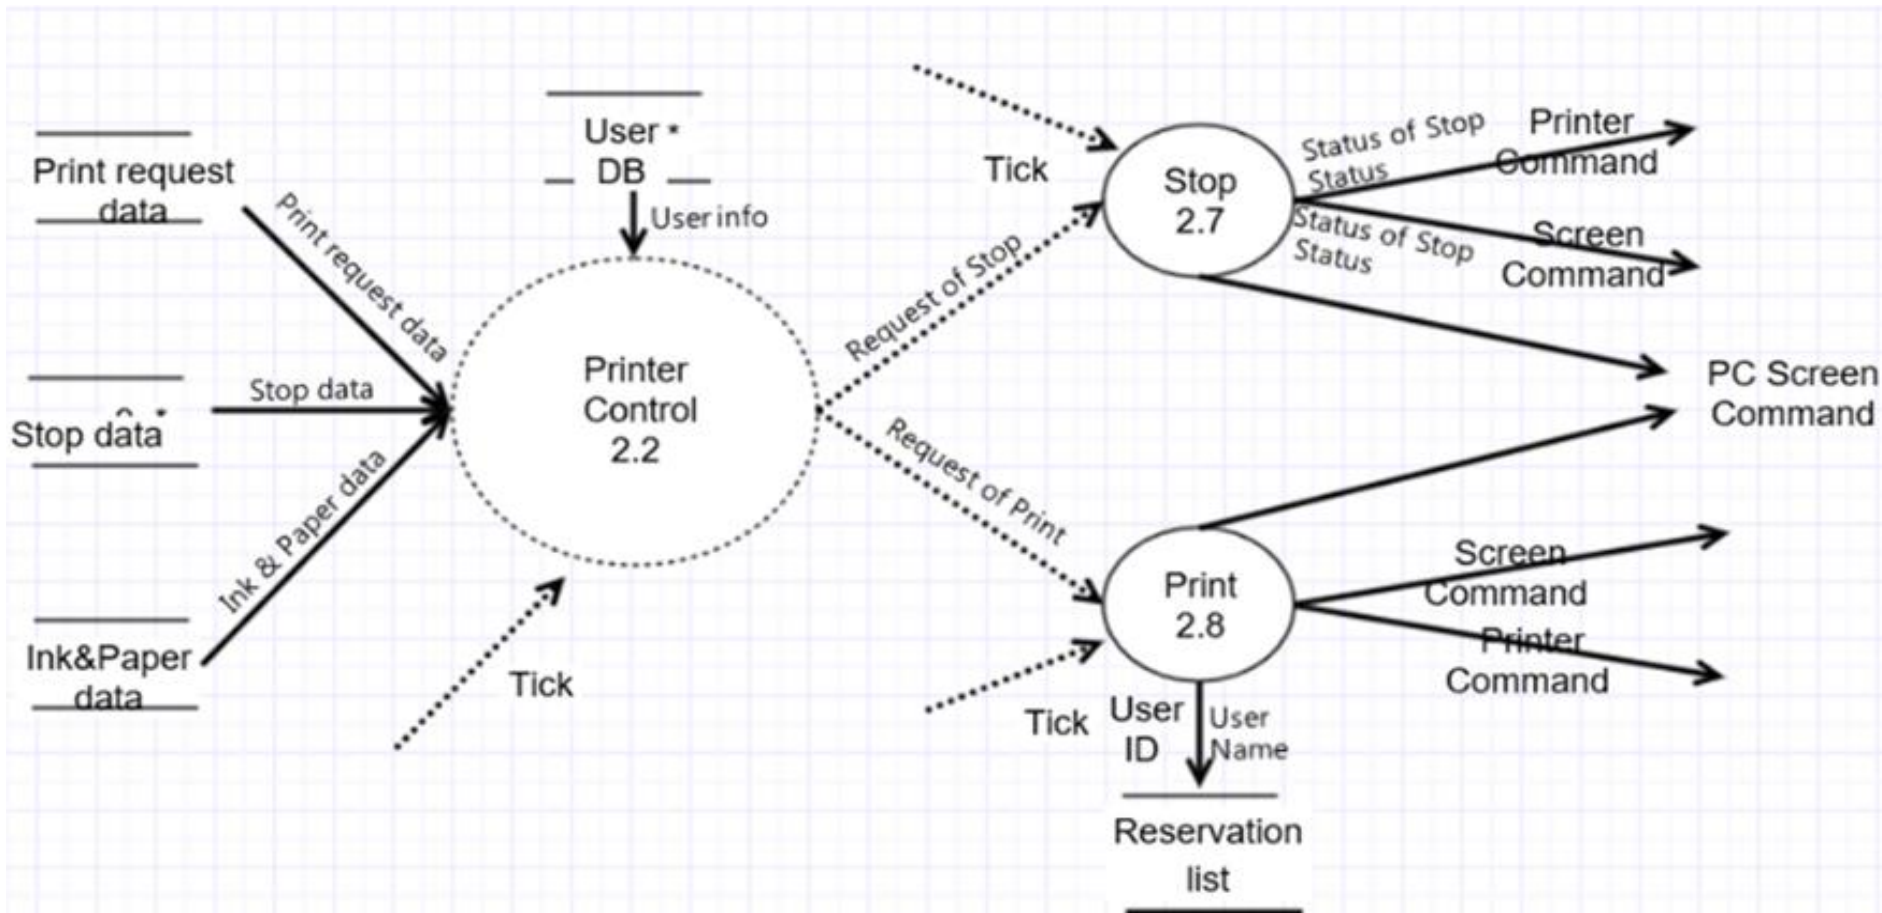 Print request
data
Print request data
User *
DB
User info
Stop data
Stop data
Ink & Paper data
Ink&Paper
data
Printer
Control
2.2
Tick
Request of Stop
Request of Print
Tick
Stop
2.7
Status of Stop
Status
Printer
Command
Status of Stop
Status
Screen
Command
PC Screen
Command
Print
2.8
Screen
Command
Printer
Command
Tick
User
ID
User
Name
Reservation
list